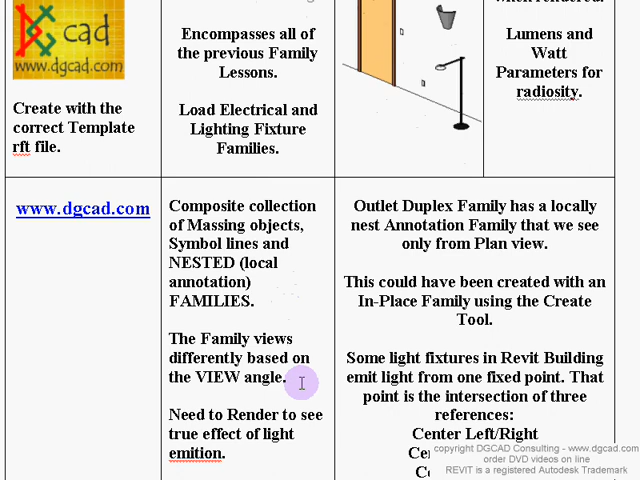 cad
www.dgcad.com
Create with the
correct Template
rft file.
Encompasses all of
the previous Family
Lessons.
Load Electrical and
Lighting Fixture
Families.
when rendered.
Lumens and
Watt
Parameters for
radiosity.
www.dgcad.com
Composite collection
of Massing objects,
Symbol lines and
NESTED (local
annotation)
FAMILIES.
The Family views
differently based on
the VIEW angle.
Need to Render to see
true effect of light
emition.
Outlet Duplex Family has a locally
nest Annotation Family that we see
only from Plan view.
This could have been created with an
In-Place Family using the Create
Tool.
Some light fixtures in Revit Building
emit light from one fixed point. That
point is the intersection of three
references:
Center Left/Right
copyright DGCAD Consulting - www.dgcad.com
order DVD videos on line
REVIT is a registered Autodesk Trademark